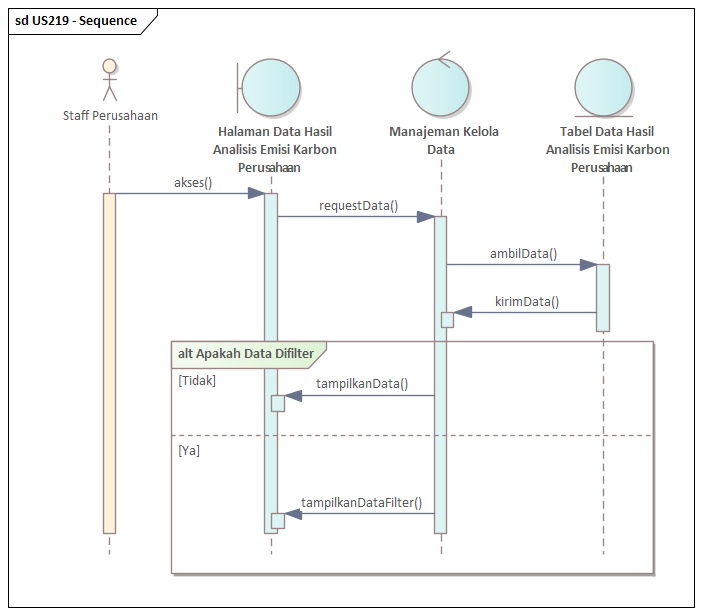 sd US219 - Sequence
Staff Perusahaan
Halaman Data Hasil
Analisis Emisi Karbon
Perusahaan
Manajeman Kelola
Data
Tabel Data Hasil
Analisis Emisi Karbon
Perusahaan
akses()
requestData()
ambilData()
kirimData()
alt Apakah Data Difilter
[Tidak]
tampilkanData()
[Ya]
tampilkanDataFilter()